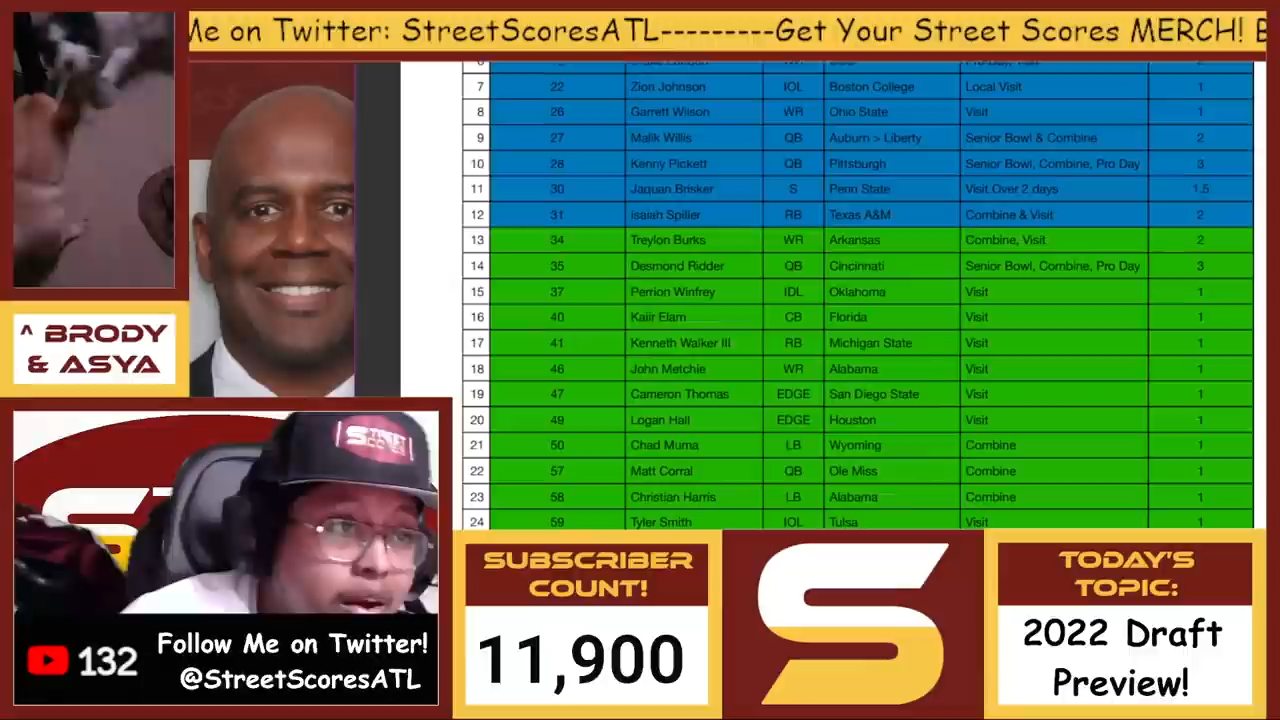 Me on Twitter: StreetScoresATL---------Get Your Street Scores MERCH!
7 22 Zion Johnson IOL Boston College Local Visit 1
8 26 Garrett Wilson WR Ohio State Visit 1
9 27 Malik Willis QB Auburn > Liberty Senior Bowl & Combine 2
10 28 Kenny Pickett QB Pittsburgh Senior Bowl, Combine, Pro Day 3
11 30 Jaquan Brisker S Penn State Visit Over 2 days 1.5
12 31 Isaiah Spiller RB Texas A&M Combine & Visit 2
13 34 Treylon Burks WR Arkansas Combine, Visit 2
14 35 Desmond Ridder QB Cincinnati Senior Bowl, Combine, Pro Day 3
15 37 Perrion Winfrey IDL Oklahoma Visit 1
16 40 Kaiir Elam CB Florida Visit 1
17 41 Kenneth Walker III RB Michigan State Visit 1
18 46 John Metchie WR Alabama Visit 1
19 47 Cameron Thomas EDGE San Diego State Visit 1
20 49 Logan Hall EDGE Houston Visit 1
21 50 Chad Muma LB Wyoming Combine 1
22 57 Matt Corral QB Ole Miss Combine 1
23 58 Christian Harris LB Alabama Combine 1
24 59 Tyler Smith IOL Tulsa Visit 1
^ BRODY
& ASYA
STREET
SCORES
132
Follow Me on Twitter!
@StreetScoresATL
SUBSCRIBER
COUNT!
11,900
S
TODAY'S
TOPIC:
2022 Draft
Preview!